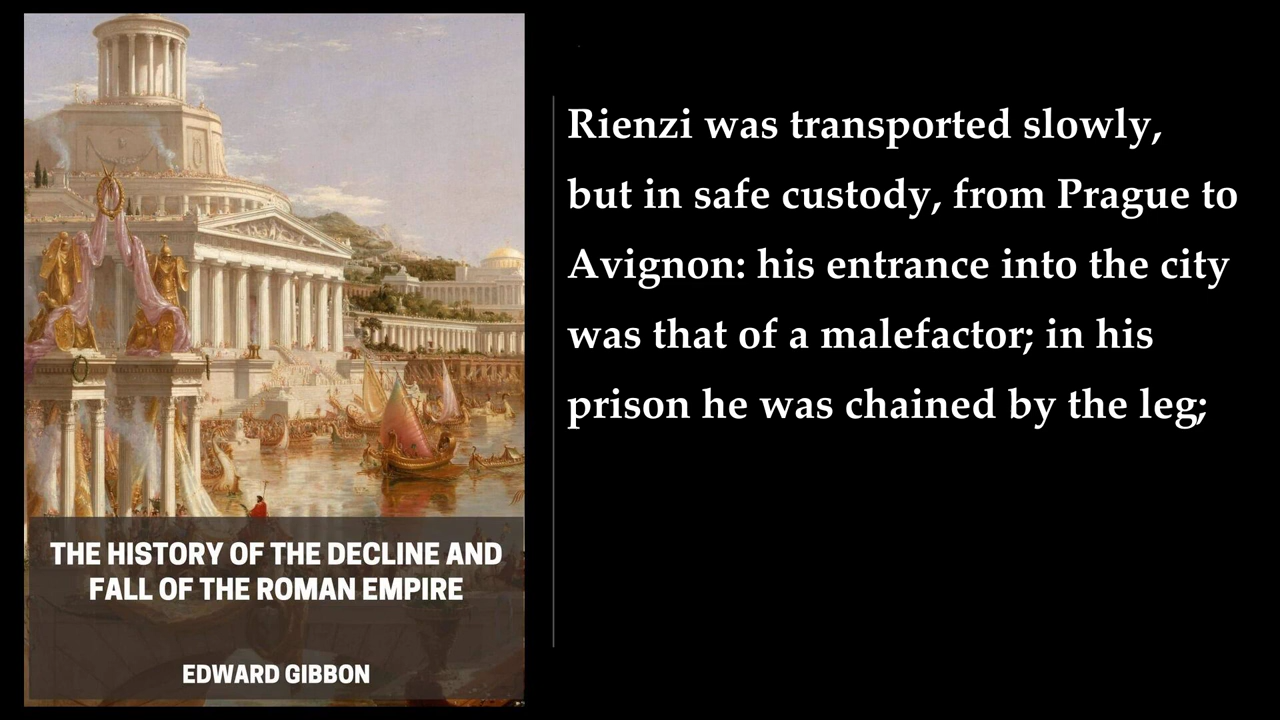 THE HISTORY OF THE DECLINE AND
FALL OF THE ROMAN EMPIRE
EDWARD GIBBON
Rienzi was transported slowly,
but in safe custody, from Prague to
Avignon: his entrance into the city
was that of a malefactor; in his
prison he was chained by the leg;